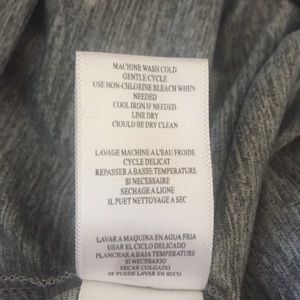 MACHINE WASH COLD
GENTLE CYCLE
USE NON-CHLORINE BLEACH WHEN
NEEDED
COOL IRON IF NEEDED
LINE DRY
CIOULD BE DRY CLEAN
LAVAGE MACHINE A L'EAU FROIDE
CYCLE DELICAT
REPASSER A BASSE TEMPERATURE
SI NECESSAIRE
SECHAGE A LIGNE
IL PUET NETTOYAGE A SEC
LAVAR A MAQUINA EN AGUA FRIA
USAR EL CICLO DELICADO
PLANCHAR A BAJA TEMPERATURA
SI ES NECESARIO
SECAR COLGADO
SE PUEDE LAVAR EN SECO